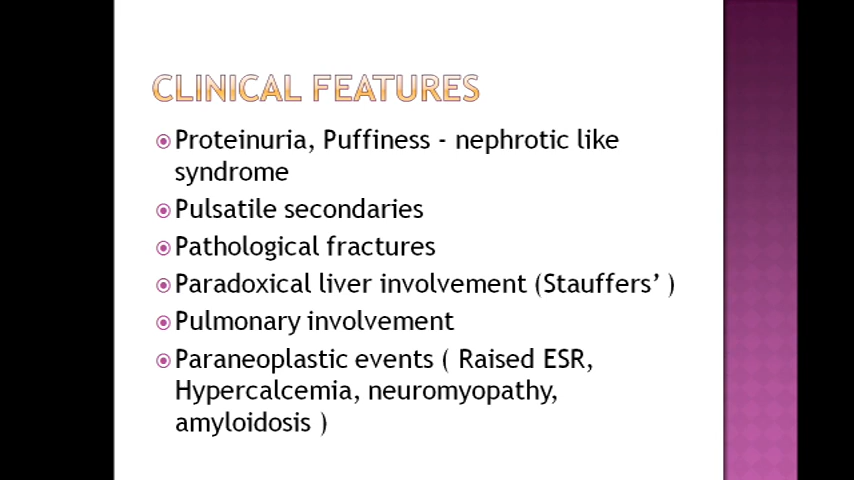 CLINICAL FEATURES
Proteinuria, Puffiness - nephrotic like
syndrome
Pulsatile secondaries
Pathological fractures
Paradoxical liver involvement (Stauffers’ )
Pulmonary involvement
Paraneoplastic events ( Raised ESR,
Hypercalcemia, neuromyopathy,
amyloidosis )